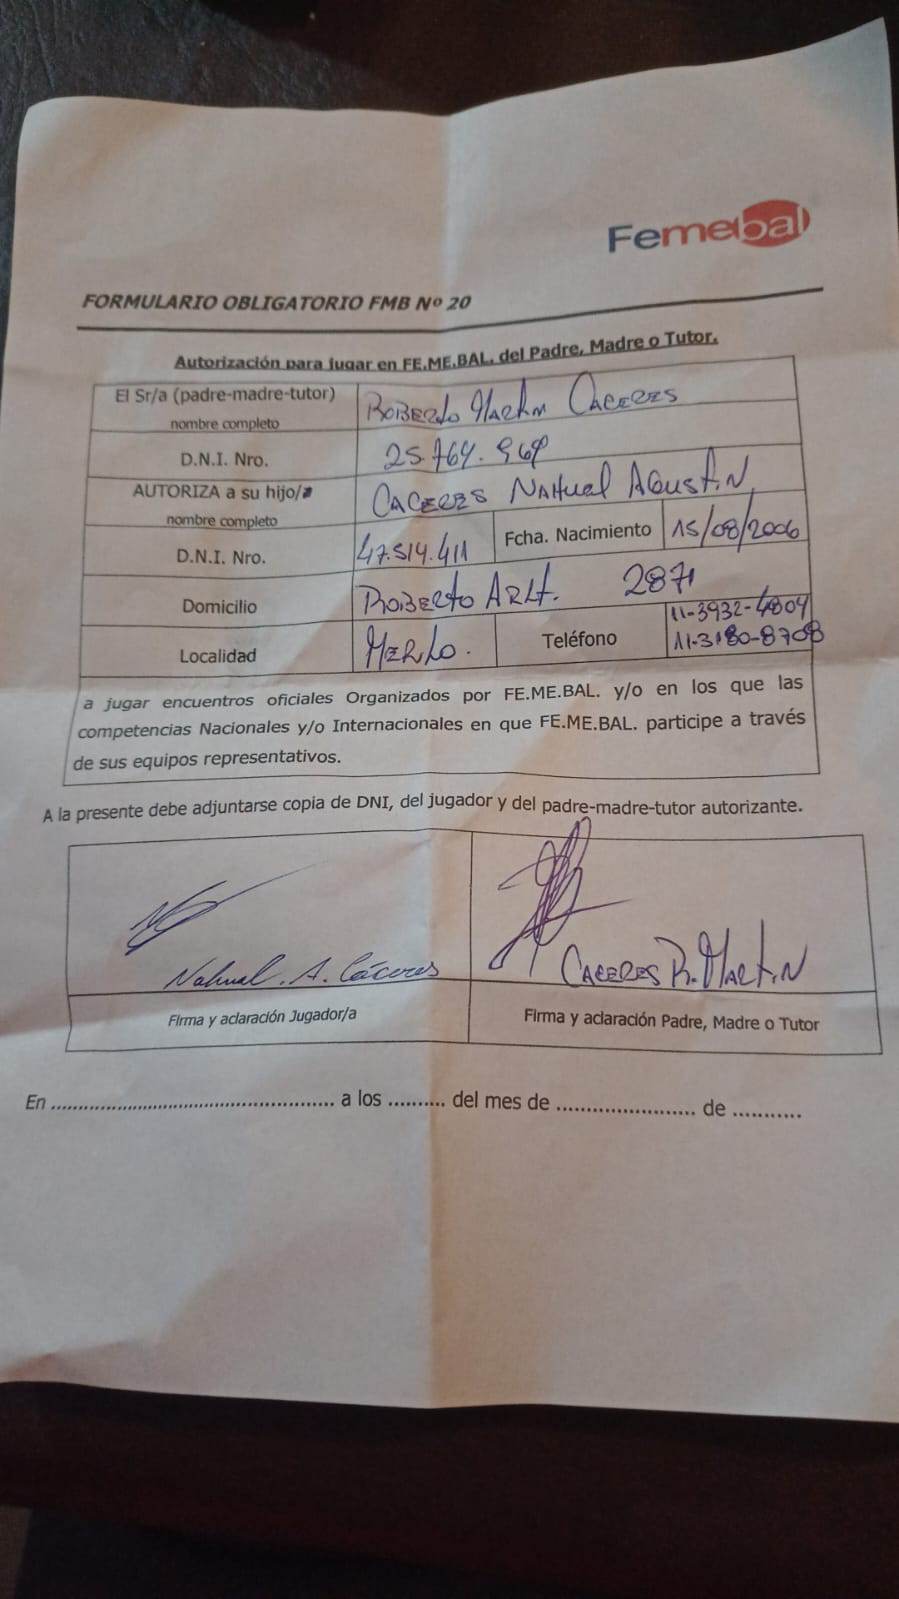 Femebal
FORMULARIO OBLIGATORIO FMB Nº 20
Autorización para jugar en FE.ME.BAL. del Padre, Madre o Tutor.
El Sr/a (padre-madre-tutor) nombre completo Roberto Martin Caceres
D.N.I. Nro. 25.764.969
AUTORIZA a su hijo/a nombre completo Caceres Nahuel Agustin
D.N.I. Nro. 47.514.411 Fcha. Nacimiento 15/08/2006
Domicilio Roberto Arlt. 2871
Localidad Merlo. Teléfono 11-3932-4804
11-3180-8708
a jugar encuentros oficiales Organizados por FE.ME.BAL. y/o en los que las
competencias Nacionales y/o Internacionales en que FE.ME.BAL. participe a través
de sus equipos representativos.
A la presente debe adjuntarse copia de DNI, del jugador y del padre-madre-tutor autorizante.
Nahuel. A. Cáceres Caceres R. Martin
Firma y aclaración Jugador/a Firma y aclaración Padre, Madre o Tutor
En .................................................. a los .......... del mes de ........................ de ............